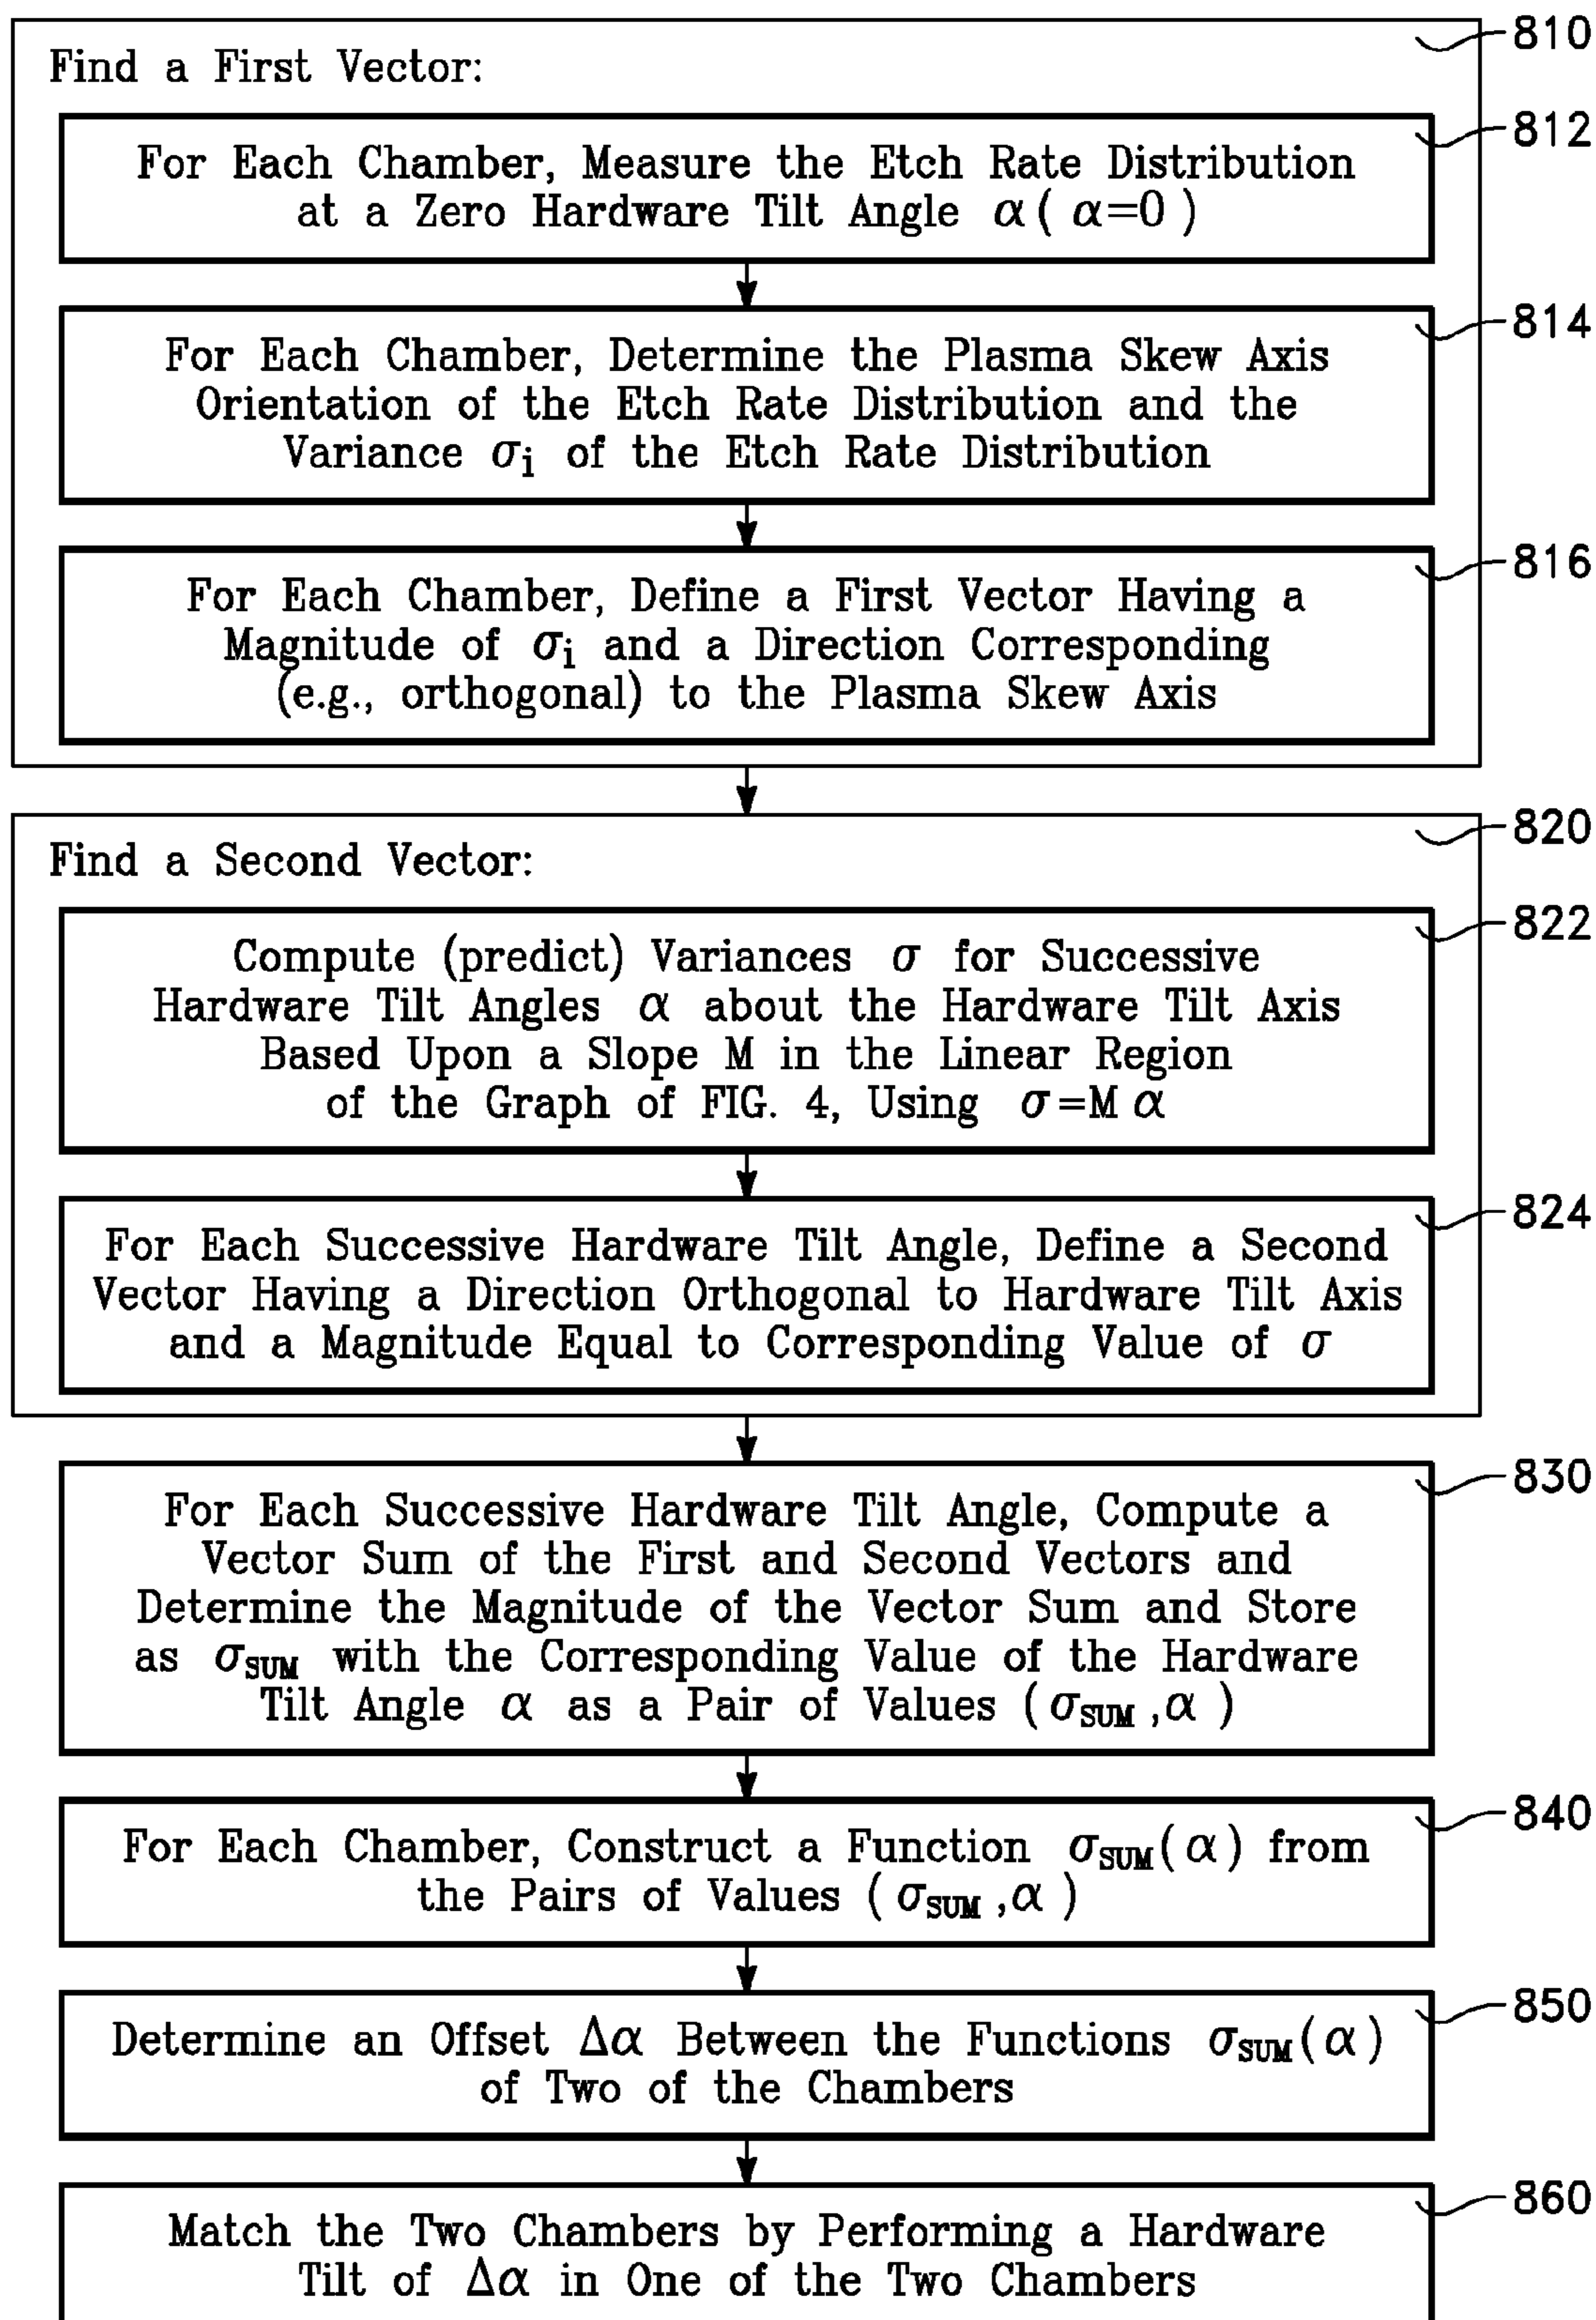 810
Find a First Vector:
812
For Each Chamber, Measure the Etch Rate Distribution
at a Zero Hardware Tilt Angle α ( α=0 )
814
For Each Chamber, Determine the Plasma Skew Axis
Orientation of the Etch Rate Distribution and the
Variance σi of the Etch Rate Distribution
816
For Each Chamber, Define a First Vector Having a
Magnitude of σi and a Direction Corresponding
(e.g., orthogonal) to the Plasma Skew Axis
820
Find a Second Vector:
822
Compute (predict) Variances σ for Successive
Hardware Tilt Angles α about the Hardware Tilt Axis
Based Upon a Slope M in the Linear Region
of the Graph of FIG. 4, Using σ=M α
824
For Each Successive Hardware Tilt Angle, Define a Second
Vector Having a Direction Orthogonal to Hardware Tilt Axis
and a Magnitude Equal to Corresponding Value of σ
830
For Each Successive Hardware Tilt Angle, Compute a
Vector Sum of the First and Second Vectors and
Determine the Magnitude of the Vector Sum and Store
as σSUM with the Corresponding Value of the Hardware
Tilt Angle α as a Pair of Values ( σSUM ,α )
840
For Each Chamber, Construct a Function σSUM( α ) from
the Pairs of Values ( σSUM ,α )
850
Determine an Offset Δα Between the Functions σSUM( α )
of Two of the Chambers
860
Match the Two Chambers by Performing a Hardware
Tilt of Δα in One of the Two Chambers